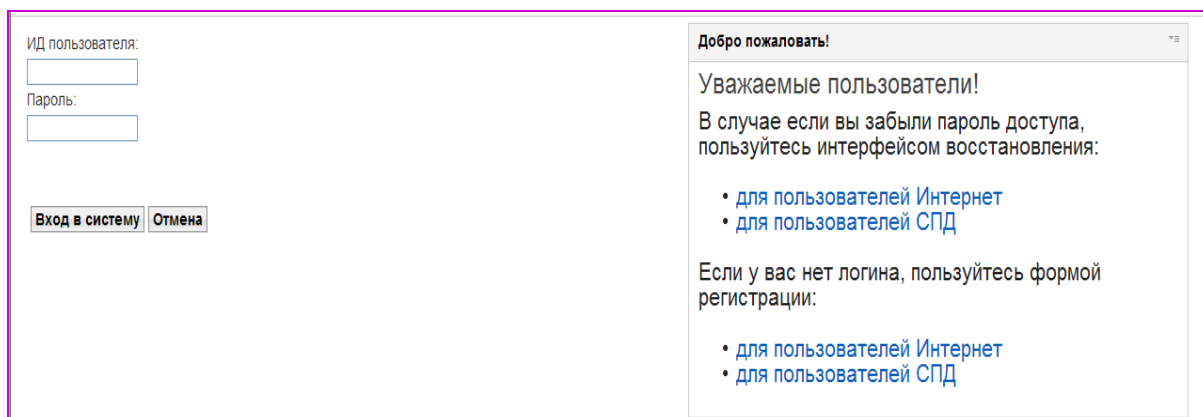 ИД пользователя:
Пароль:
Вход в систему Отмена
Добро пожаловать!
Уважаемые пользователи!
В случае если вы забыли пароль доступа,
пользуйтесь интерфейсом восстановления:
• для пользователей Интернет
• для пользователей СПД
Если у вас нет логина, пользуйтесь формой
регистрации:
• для пользователей Интернет
• для пользователей СПД